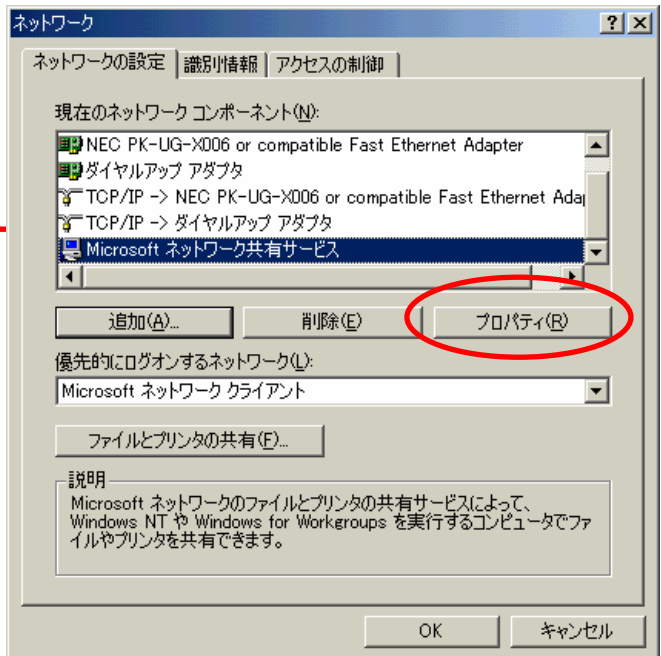 ネットワーク
ネットワークの設定 識別情報 アクセスの制御
現在のネットワーク コンポーネント(N):
NEC PK-UG-X006 or compatible Fast Ethernet Adapter
ダイヤルアップ アダプタ
TCP/IP -> NEC PK-UG-X006 or compatible Fast Ethernet Adap
TCP/IP -> ダイヤルアップ アダプタ
Microsoft ネットワーク共有サービス
追加(A)... 削除(E) プロパティ(R)
優先的にログオンするネットワーク(L):
Microsoft ネットワーク クライアント
ファイルとプリンタの共有(F)...
説明
Microsoft ネットワークのファイルとプリンタの共有サービスによって、
Windows NT や Windows for Workgroups を実行するコンピュータでファ
イルやプリンタを共有できます。
OK キャンセル